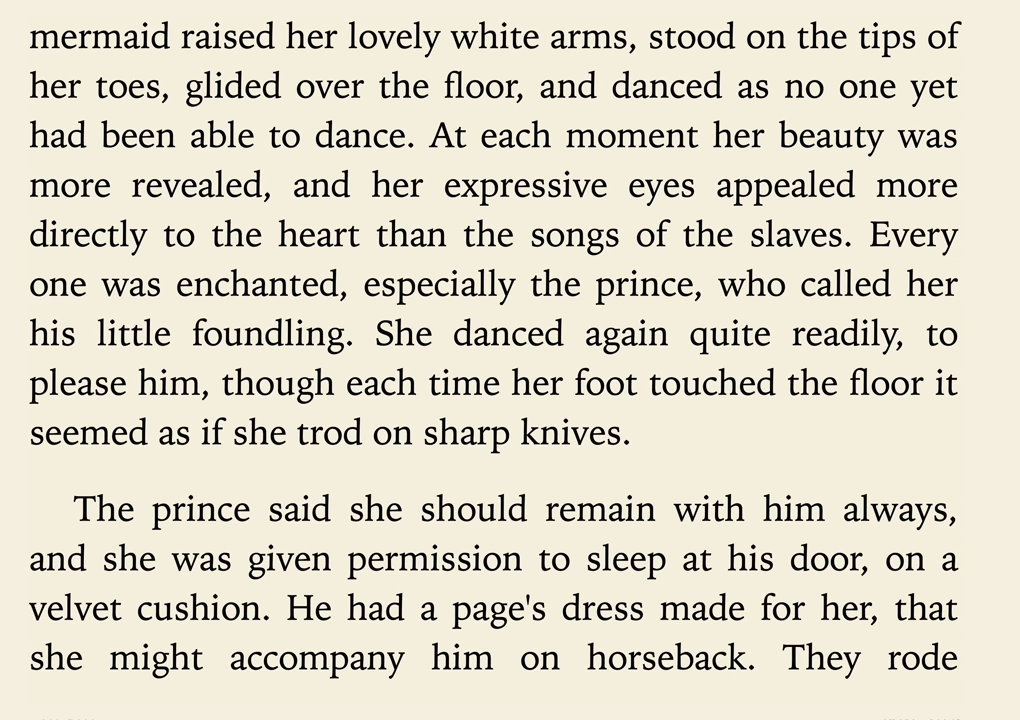 mermaid raised her lovely white arms, stood on the tips of
her toes, glided over the floor, and danced as no one yet
had been able to dance. At each moment her beauty was
more revealed, and her expressive eyes appealed more
directly to the heart than the songs of the slaves. Every
one was enchanted, especially the prince, who called her
his little foundling. She danced again quite readily, to
please him, though each time her foot touched the floor it
seemed as if she trod on sharp knives.
The prince said she should remain with him always,
and she was given permission to sleep at his door, on a
velvet cushion. He had a page's dress made for her, that
she might accompany him on horseback. They rode